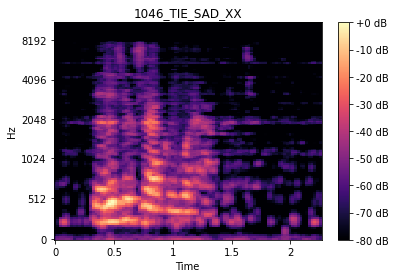 1046_TIE_SAD_XX
Hz
8192
4096
2048
1024
512
0
0
0.5
1
1.5
2
Time
+0 dB
-10 dB
-20 dB
-30 dB
-40 dB
-50 dB
-60 dB
-70 dB
-80 dB